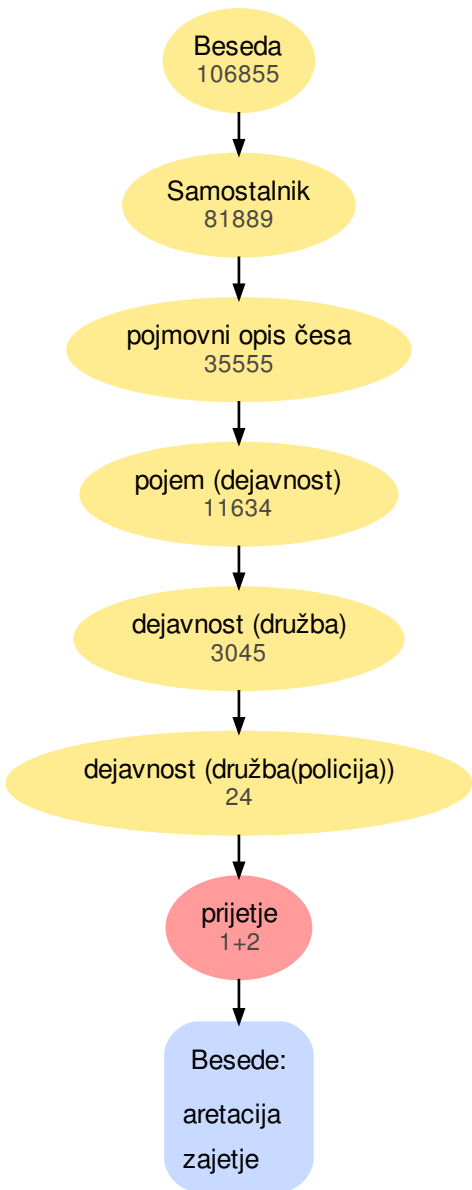 Beseda
106855
Samostalnik
81889
pojmovni opis česa
35555
pojem (dejavnost)
11634
dejavnost (družba)
3045
dejavnost (družba(policija))
24
prijetje
1+2
Besede:
aretacija
zajetje